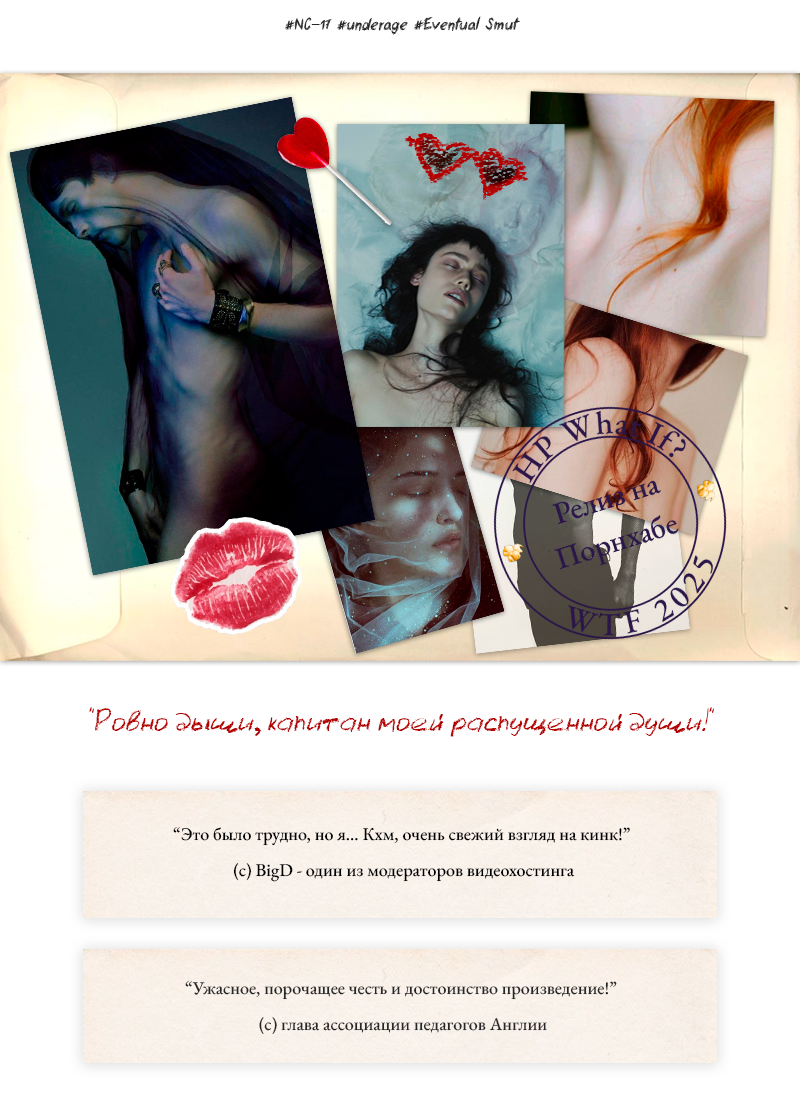 #NC-17 #underage #Eventual Smut
HP What If?
Релиз на
Порнхабе
WTF 2025
"Ровно дыши, капитан моей распущенной души!"
“Это было трудно, но я... Кхм, очень свежий взгляд на кинк!”
(с) BigD - один из модераторов видеохостинга
“Ужасное, порочащее честь и достоинство произведение!”
(с) глава ассоциации педагогов Англии